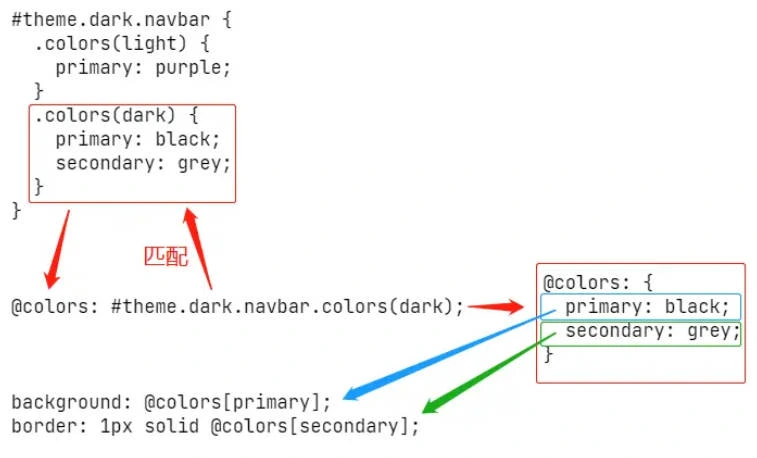 #theme.dark.navbar {
  .colors(light) {
    primary: purple;
  }
  .colors(dark) {
    primary: black;
    secondary: grey;
  }
}
匹配
@colors: #theme.dark.navbar.colors(dark);
@colors: {
  primary: black;
  secondary: grey;
}
background: @colors[primary];
border: 1px solid @colors[secondary];